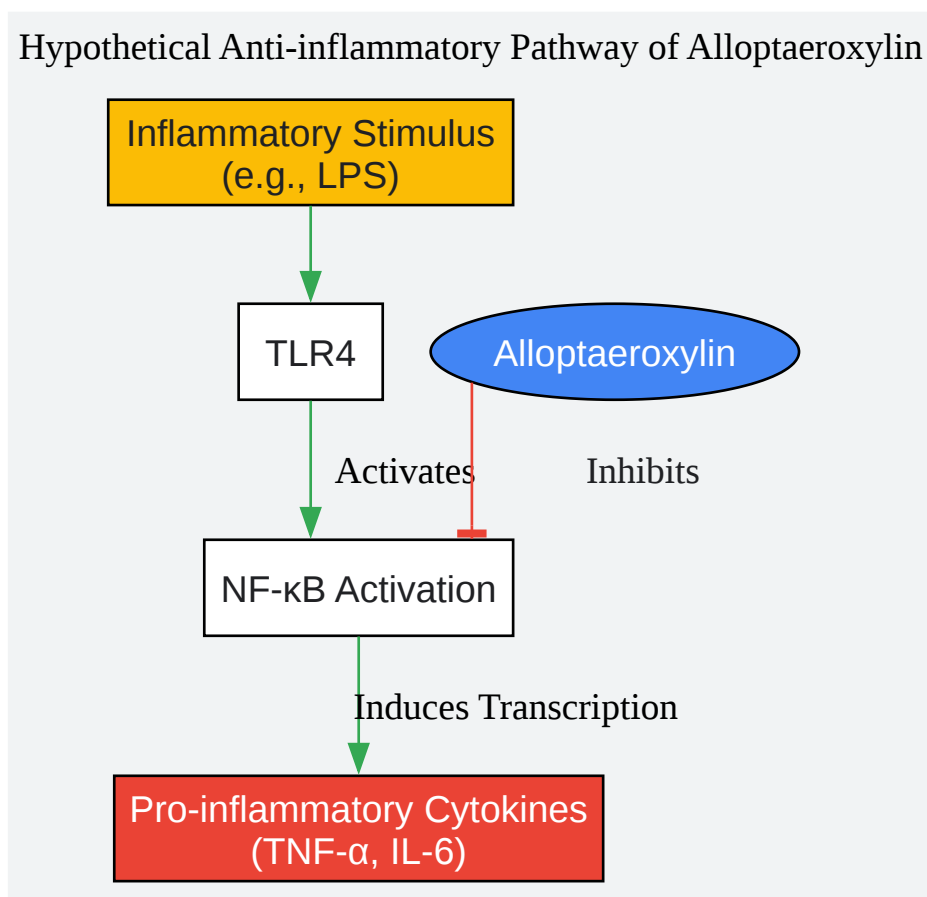 Hypothetical Anti-inflammatory Pathway of Alloptaeroxylin
Inflammatory Stimulus
(e.g., LPS)
TLR4
Alloptaeroxylin
Activates
Inhibits
NF-κB Activation
Induces Transcription
Pro-inflammatory Cytokines
(TNF-α, IL-6)